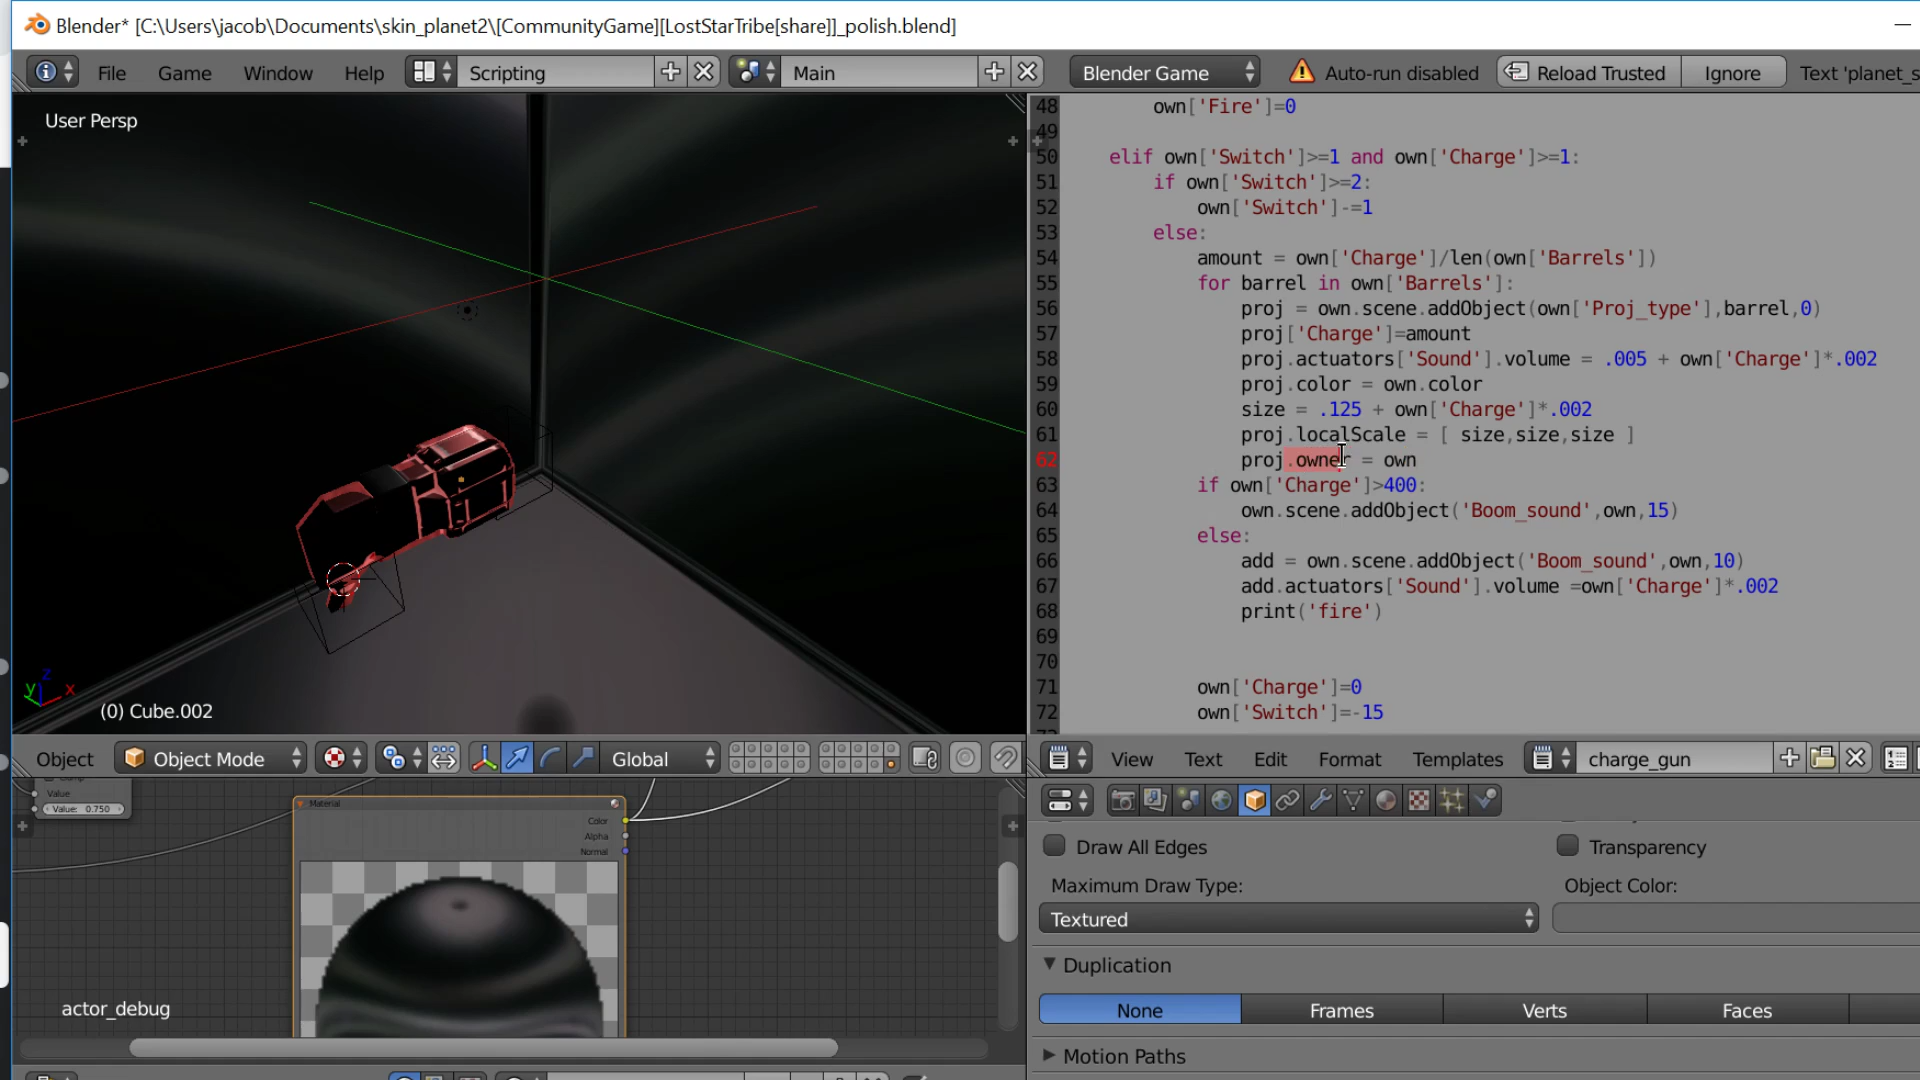 Blender* [C:\Users\jacob\Documents\skin_planet2\[CommunityGame][LostStarTribe[share]]_polish.blend]
File Game Window Help Scripting Main Blender Game Auto-run disabled Reload Trusted Ignore Text 'planet_s
User Persp
48 own['Fire']=0
49
50 elif own['Switch']>=1 and own['Charge']>=1:
51 if own['Switch']>=2:
52 own['Switch']-=1
53 else:
54 amount = own['Charge']/len(own['Barrels'])
55 for barrel in own['Barrels']:
56 proj = own.scene.addObject(own['Proj_type'],barrel,0)
57 proj['Charge']=amount
58 proj.actuators['Sound'].volume = .005 + own['Charge']*.002
59 proj.color = own.color
60 size = .125 + own['Charge']*.002
61 proj.localScale = [ size,size,size ]
62 proj.owner = own
63 if own['Charge']>400:
64 own.scene.addObject('Boom_sound',own,15)
65 else:
66 add = own.scene.addObject('Boom_sound',own,10)
67 add.actuators['Sound'].volume =own['Charge']*.002
68 print('fire')
69
70
71 own['Charge']=0
72 own['Switch']=-15
z
y x
(0) Cube.002
Object Object Mode Global
View Text Edit Format Templates charge_gun
Value
Value: 0.750
Material
Color
Alpha
Normal
actor_debug
Draw All Edges Transparency
Maximum Draw Type: Object Color:
Textured
Duplication
None Frames Verts Faces
Motion Paths